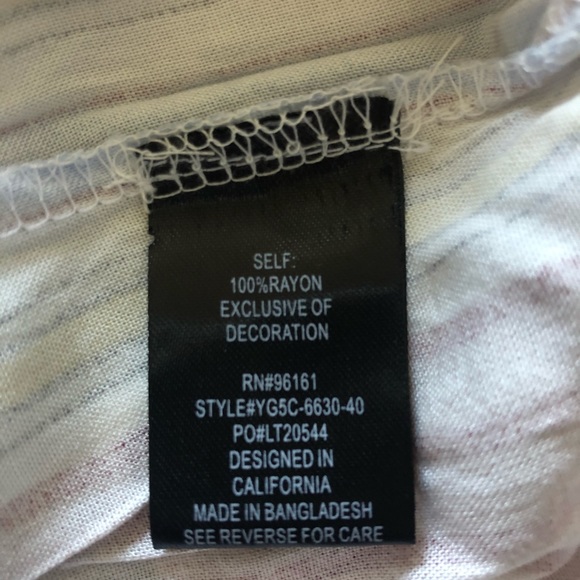 SELF:
100%RAYON
EXCLUSIVE OF
DECORATION
RN#96161
STYLE#YG5C-6630-40
PO#LT20544
DESIGNED IN
CALIFORNIA
MADE IN BANGLADESH
SEE REVERSE FOR CARE